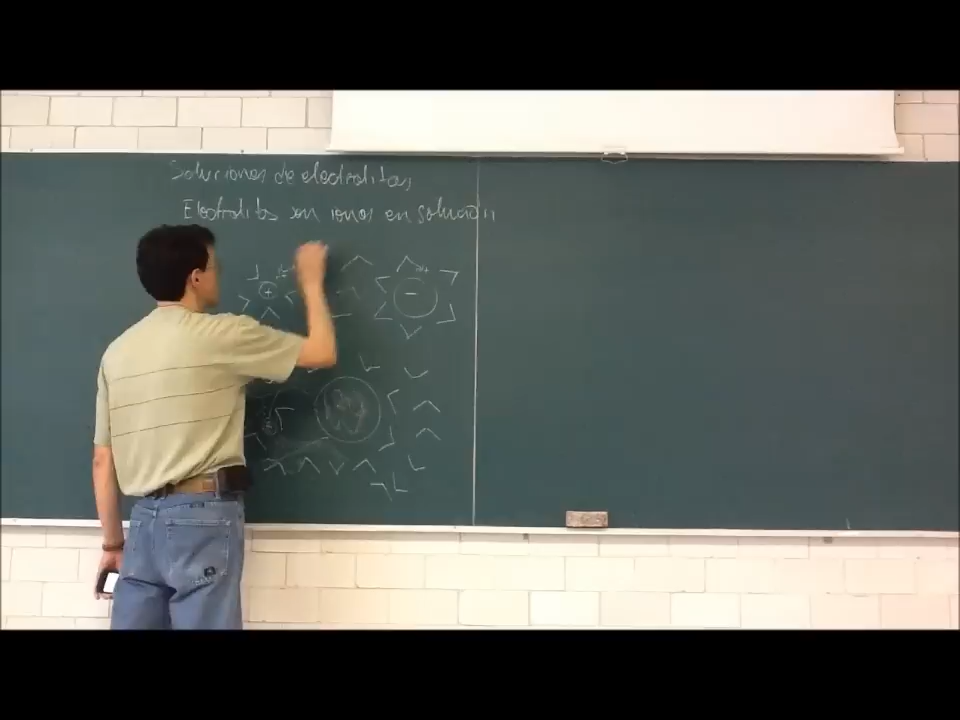 Soluciones de electrolitos
Electrolitos son iones en solución
+
-